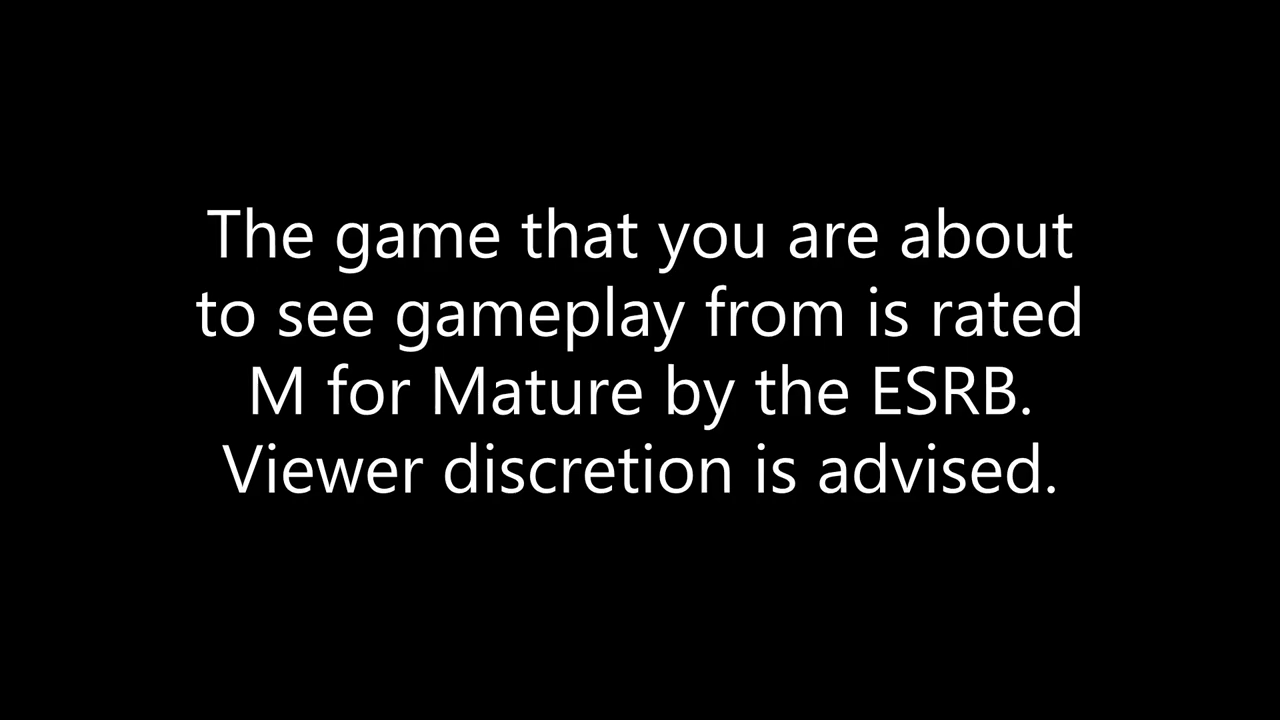 The game that you are about
to see gameplay from is rated
M for Mature by the ESRB.
Viewer discretion is advised.